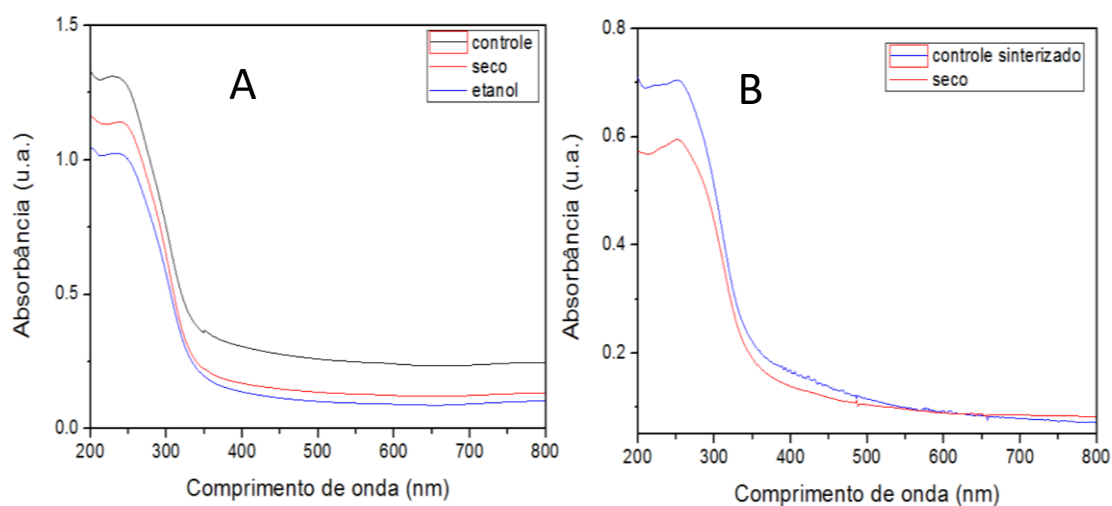 A
controle
seco
etanol
1.5
1.0
0.5
0.0
Absorbância (u.a.)
200 300 400 500 600 700 800
Comprimento de onda (nm)
B
controle sinterizado
seco
0.8
0.6
0.4
0.2
Absorbância (u.a.)
200 300 400 500 600 700 800
Comprimento de onda (nm)